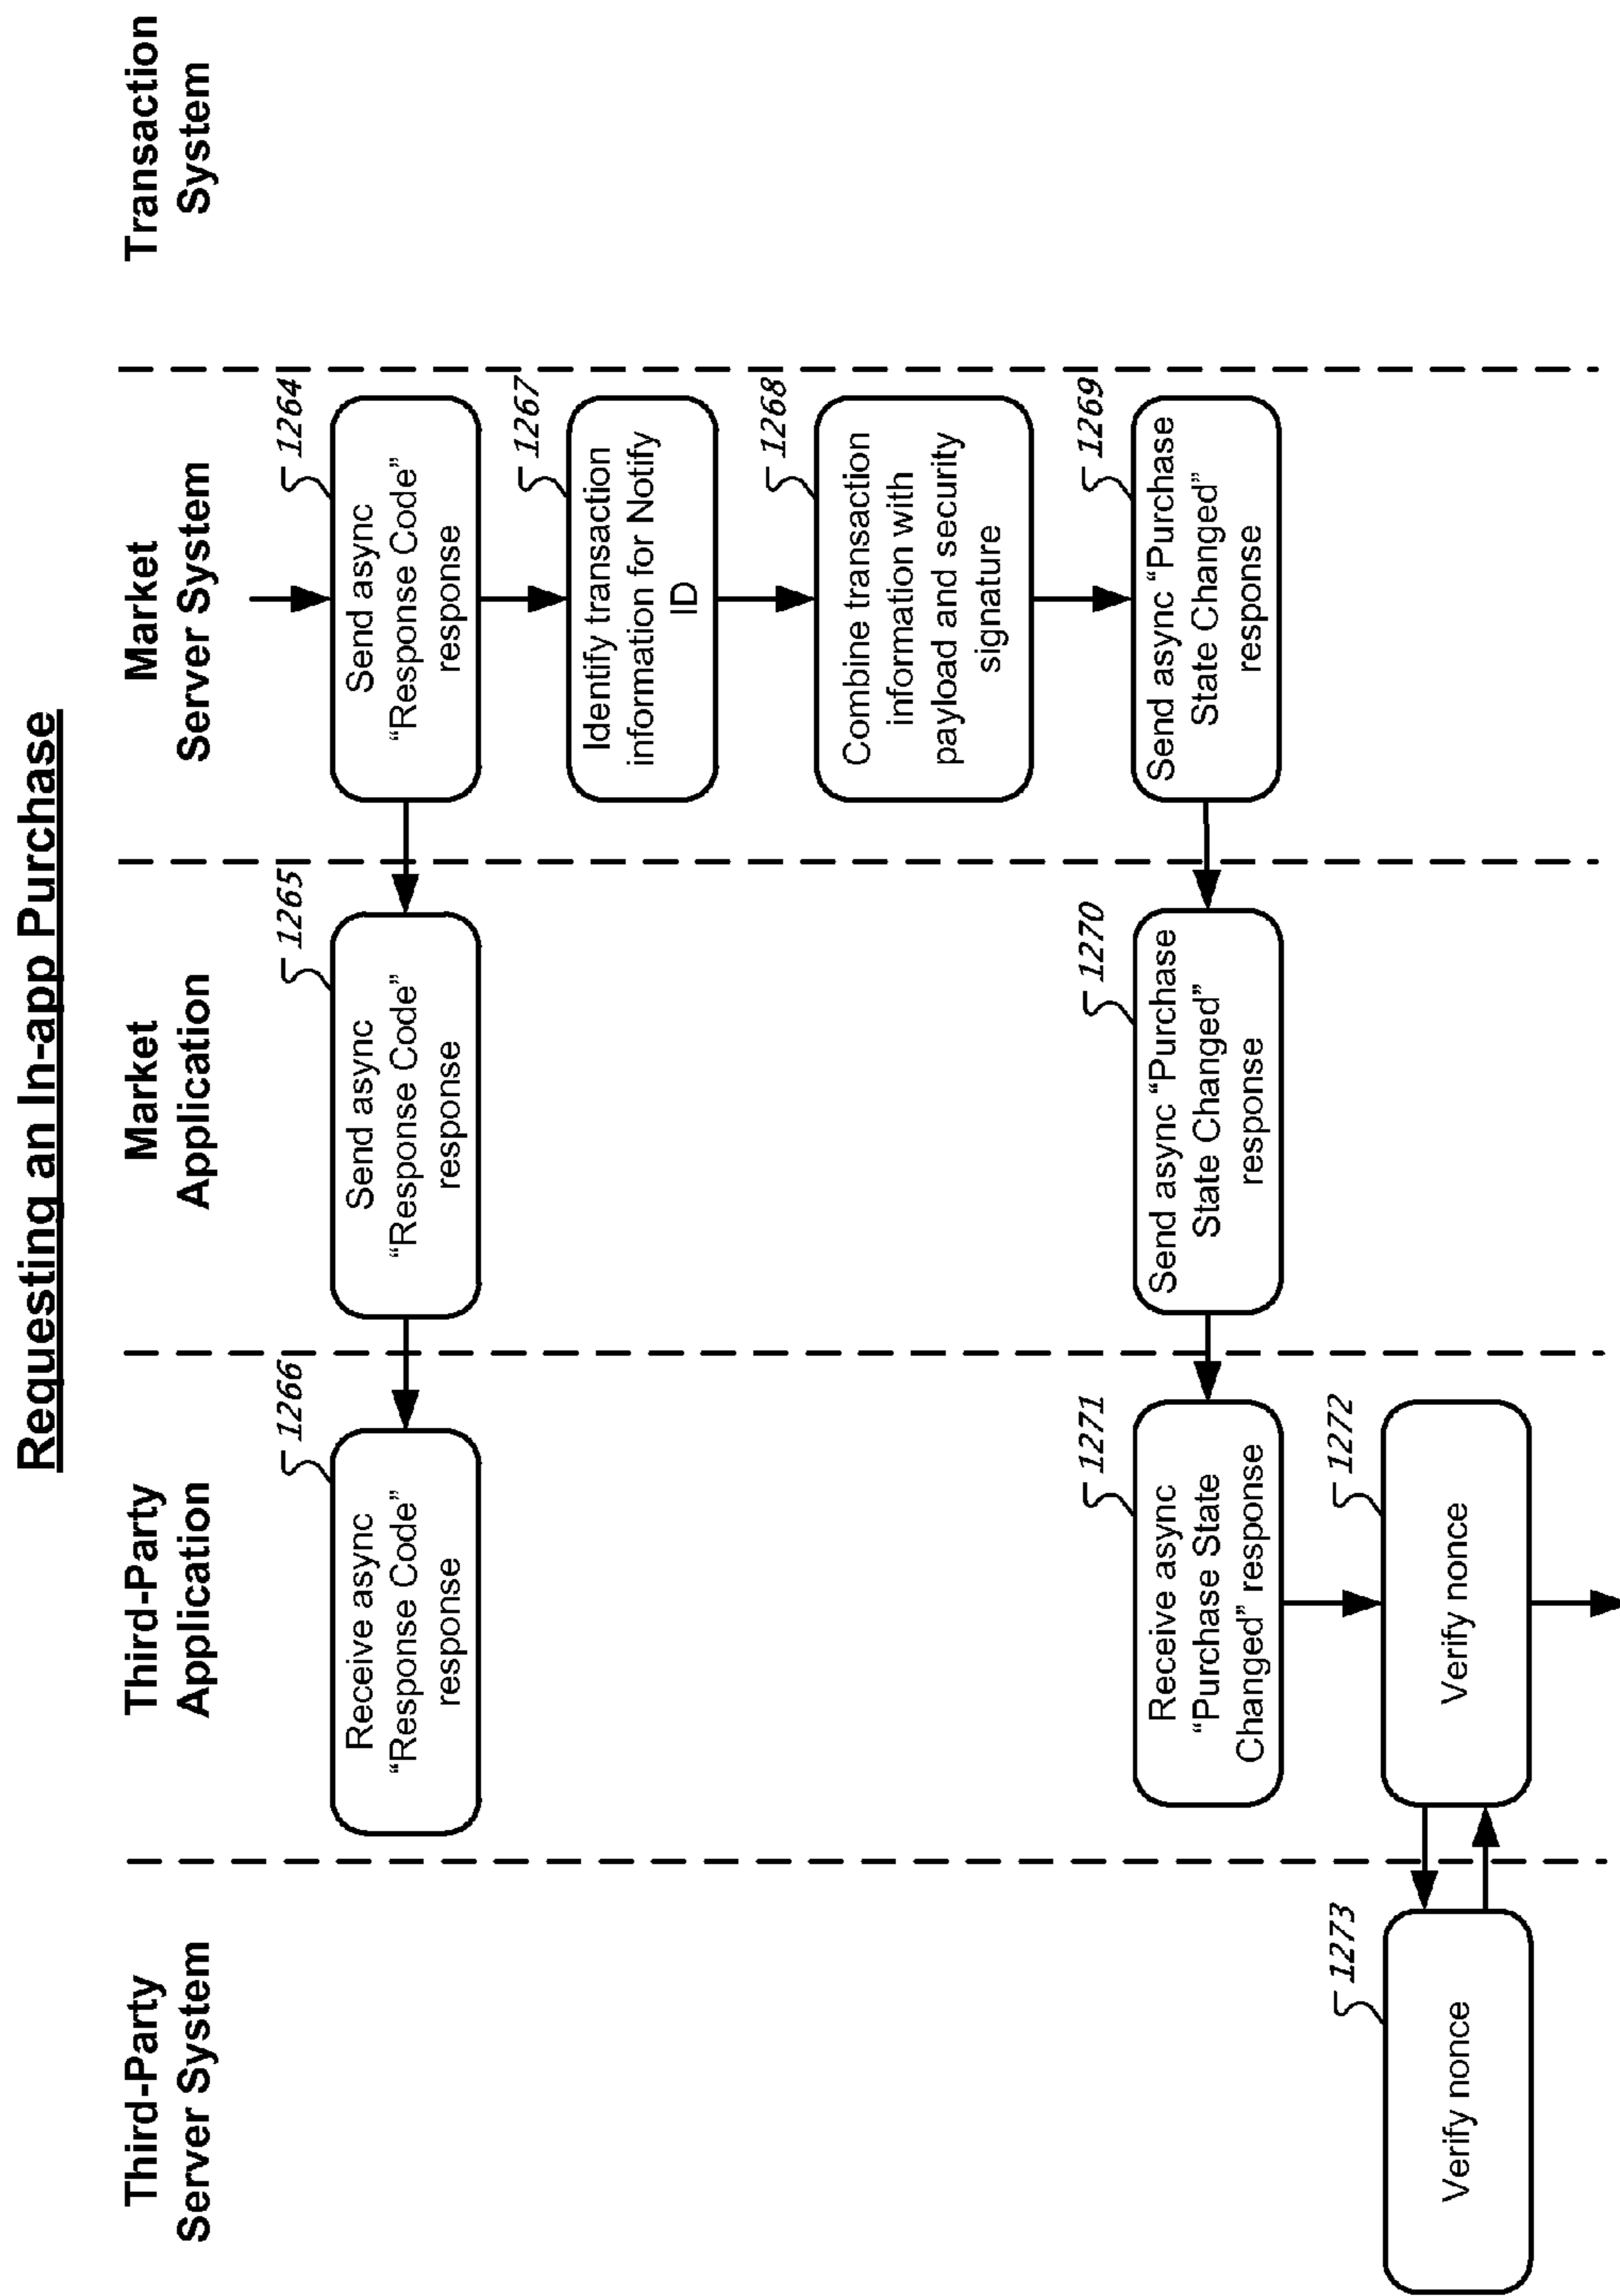 Requesting an In-app Purchase
Third-Party
Server System
Third-Party
Application
Market
Application
Market
Server System
Transaction
System
1266
Receive async
“Response Code”
response
1265
Send async
“Response Code”
response
1264
Send async
“Response Code”
response
1267
Identify transaction
information for Notify
ID
1268
Combine transaction
information with
payload and security
signature
1271
Receive async
“Purchase State
Changed” response
1270
Send async “Purchase
State Changed”
response
1269
Send async “Purchase
State Changed”
response
1273
Verify nonce
1272
Verify nonce